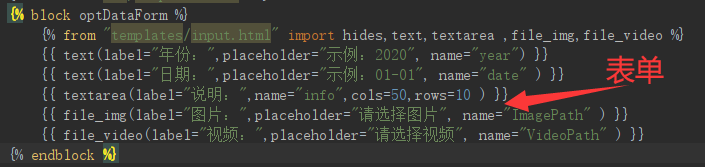 {% block optDataForm %}
{% from "templates/input.html" import hides,text,textarea ,file_img,file_video %}
{{ text(label="年份：",placeholder="示例：2020", name="year") }}
{{ text(label="日期：",placeholder="示例：01-01", name="date" ) }}
{{ textarea(label="说明：",name="info",cols=50,rows=10 ) }}
{{ file_img(label="图片：",placeholder="请选择图片", name="ImagePath" ) }}
{{ file_video(label="视频：",placeholder="请选择视频", name="VideoPath" ) }}
{% endblock %}
表单